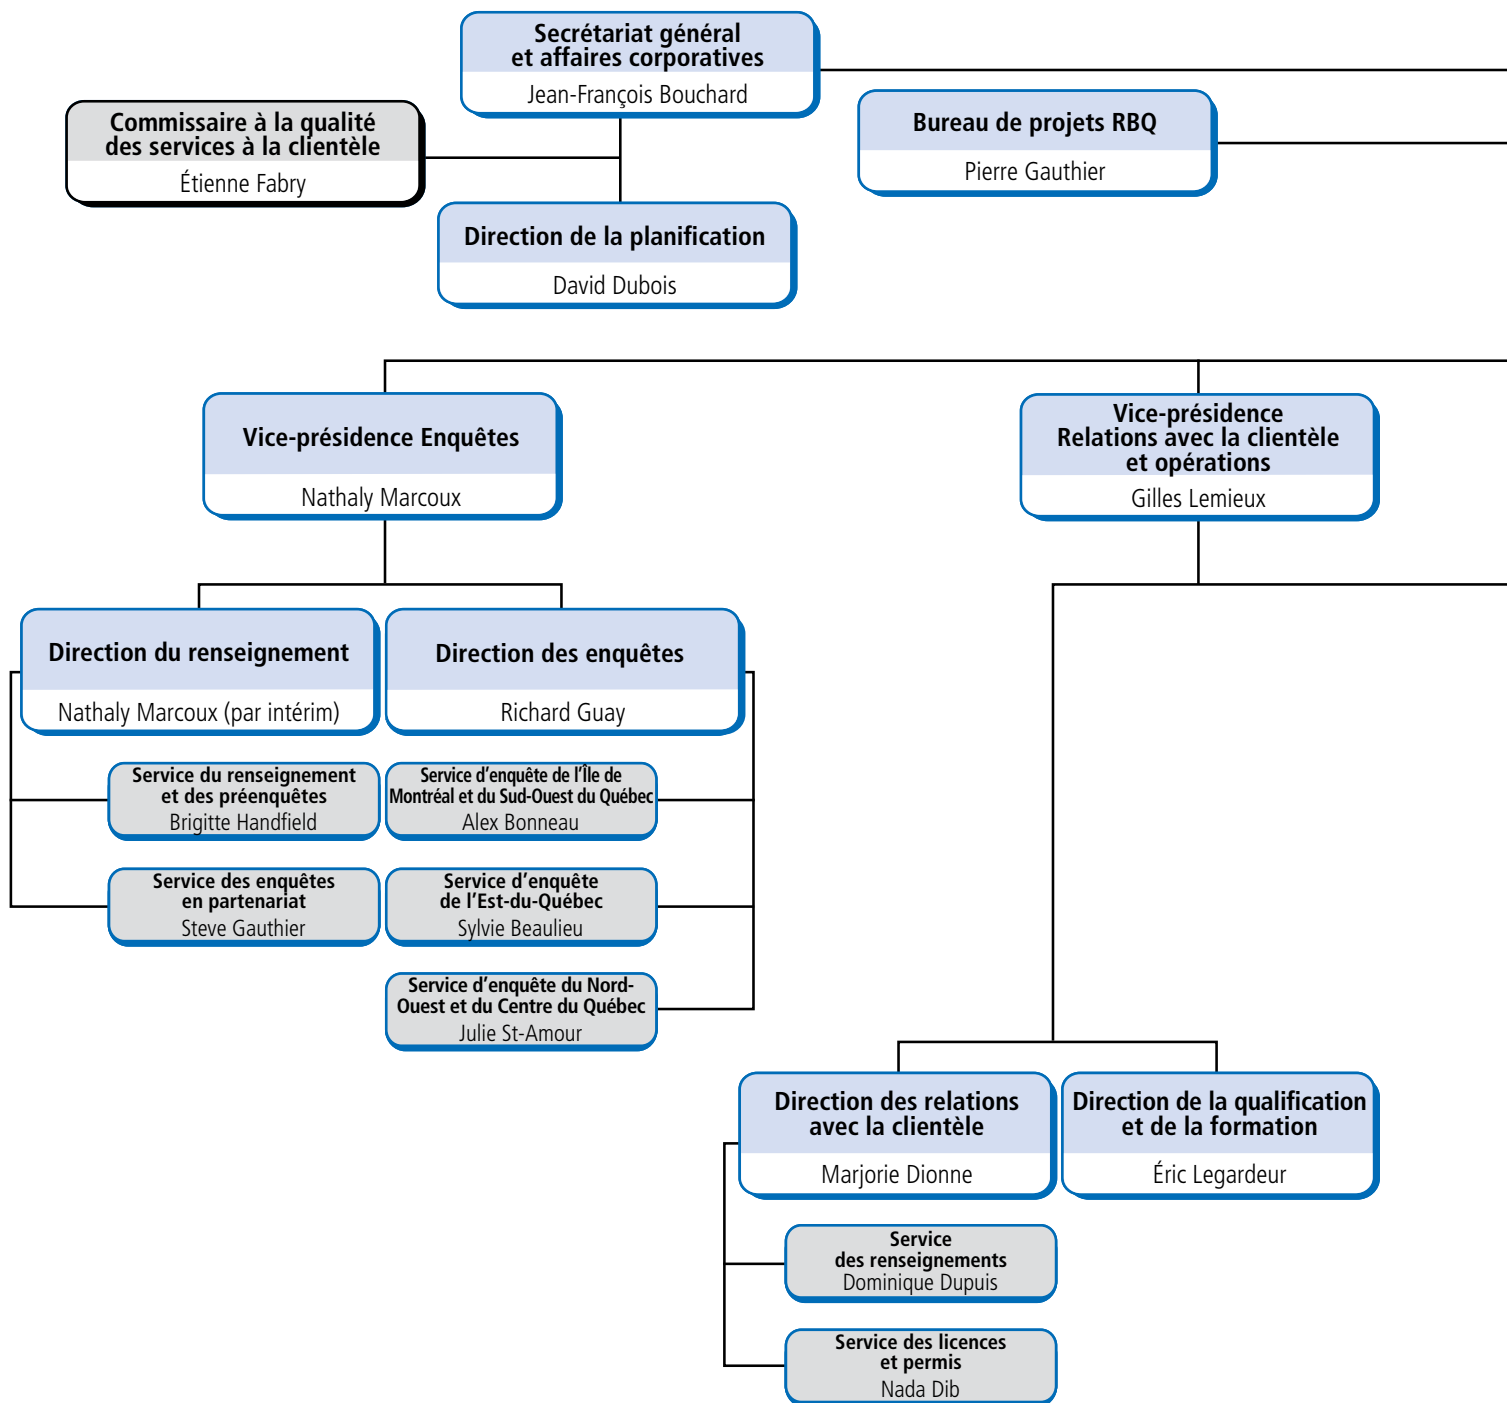 Secrétariat général
et affaires corporatives
Jean-François Bouchard
Commissaire à la qualité
des services à la clientèle
Étienne Fabry
Bureau de projets RBQ
Pierre Gauthier
Direction de la planification
David Dubois
Vice-présidence Enquêtes
Nathaly Marcoux
Vice-présidence
Relations avec la clientèle
et opérations
Gilles Lemieux
Direction du renseignement
Nathaly Marcoux (par intérim)
Direction des enquêtes
Richard Guay
Service du renseignement
et des préenquêtes
Brigitte Handfield
Service d'enquête de l'Île de
Montréal et du Sud-Ouest du Québec
Alex Bonneau
Service des enquêtes
en partenariat
Steve Gauthier
Service d'enquête
de l'Est-du-Québec
Sylvie Beaulieu
Service d'enquête du Nord-
Ouest et du Centre du Québec
Julie St-Amour
Direction des relations
avec la clientèle
Marjorie Dionne
Direction de la qualification
et de la formation
Éric Legardeur
Service
des renseignements
Dominique Dupuis
Service des licences
et permis
Nada Dib